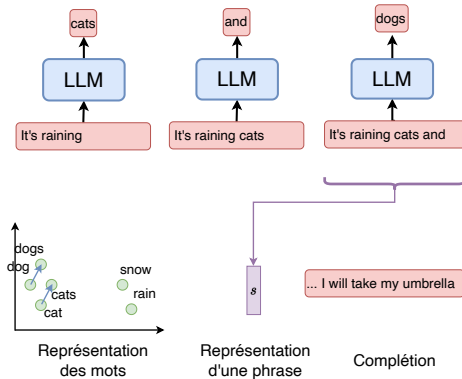 cats
and
dogs
LLM
LLM
LLM
It's raining
It's raining cats
It's raining cats and
dogs
dog
cats
cat
snow
rain
s
... I will take my umbrella
Représentation
des mots
Représentation
d'une phrase
Complétion